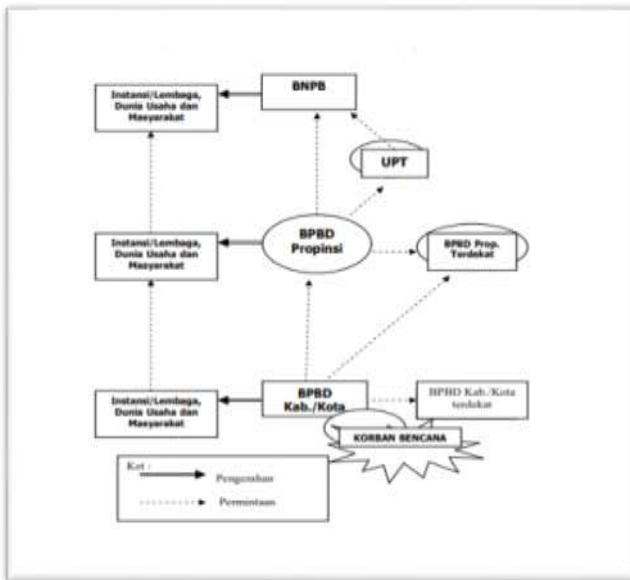 BNPB
Instansi/Lembaga,
Dunia Usaha dan
Masyarakat
UPT
BPBD
Propinsi
Instansi/Lembaga,
Dunia Usaha dan
Masyarakat
BPBD Prop.
Terdekat
BPBD
Kab./Kota
BPBD Kab./Kota
terdekat
Instansi/Lembaga,
Dunia Usaha dan
Masyarakat
KORBAN BENCANA
Ket :
Pengerahan
Permintaan